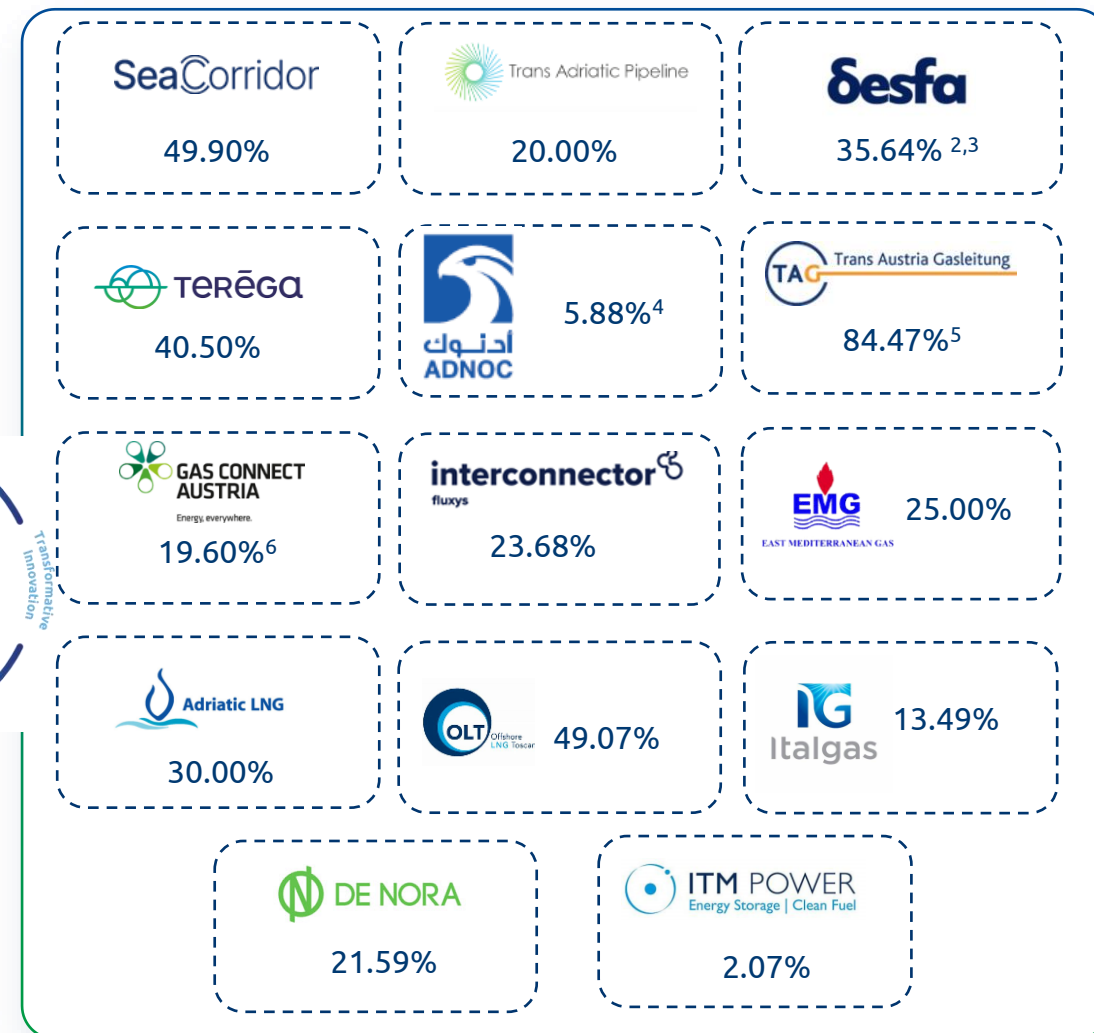 SeaCorridor
49.90%
Trans Adriatic Pipeline
20.00%
δesfa
35.64% 2,3
TERĒGA
40.50%
أدنوك
ADNOC
5.88%4
TAG
Trans Austria Gasleitung
84.47%5
GAS CONNECT
AUSTRIA
Energy, everywhere.
19.60%6
interconnector
fluxys
23.68%
EMG
EAST MEDITERRANEAN GAS
25.00%
Transformative
Innovation
Adriatic LNG
30.00%
OLT
Offshore
LNG Toscan
49.07%
IG
Italgas
13.49%
DE NORA
21.59%
ITM POWER
Energy Storage | Clean Fuel
2.07%